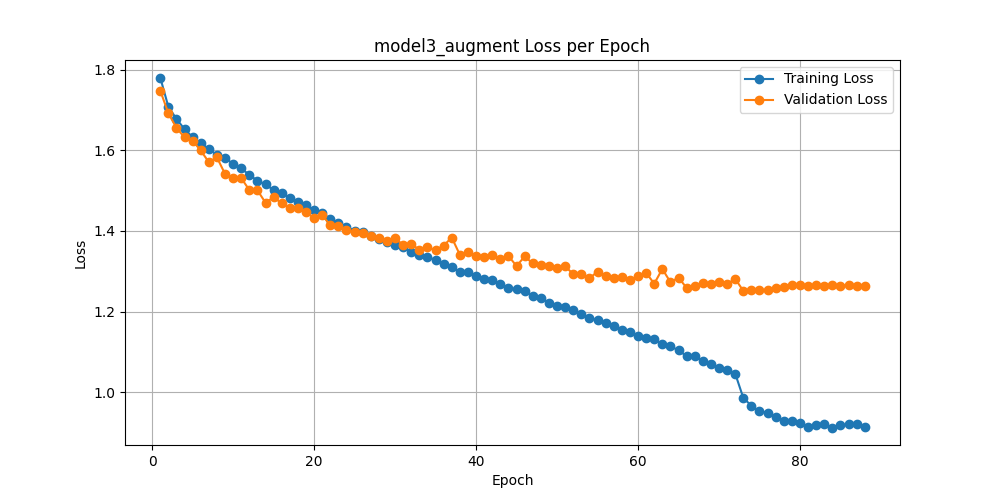 model3_augment Loss per Epoch
Training Loss
Validation Loss
Loss
1.8
1.6
1.4
1.2
1.0
0
20
40
60
80
Epoch